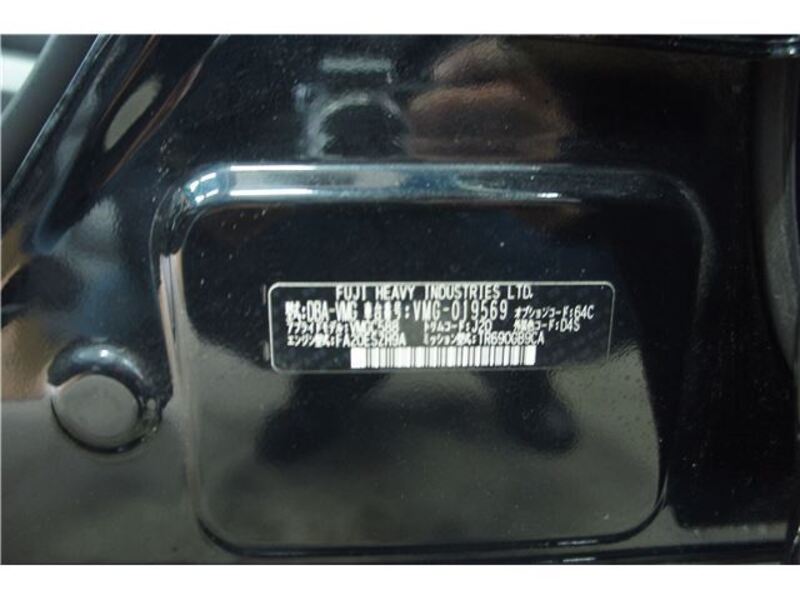 FUJI HEAVY INDUSTRIES LTD.
型式:DBA-VMG 車台番号:VMG-019569 オプションコード:64C
アプライドモデル:VMDC58B トリムコード:J20 外装色コード:D4S
エンジン型式:FA20ESZH9A ミッション型式:TR690GB9CA